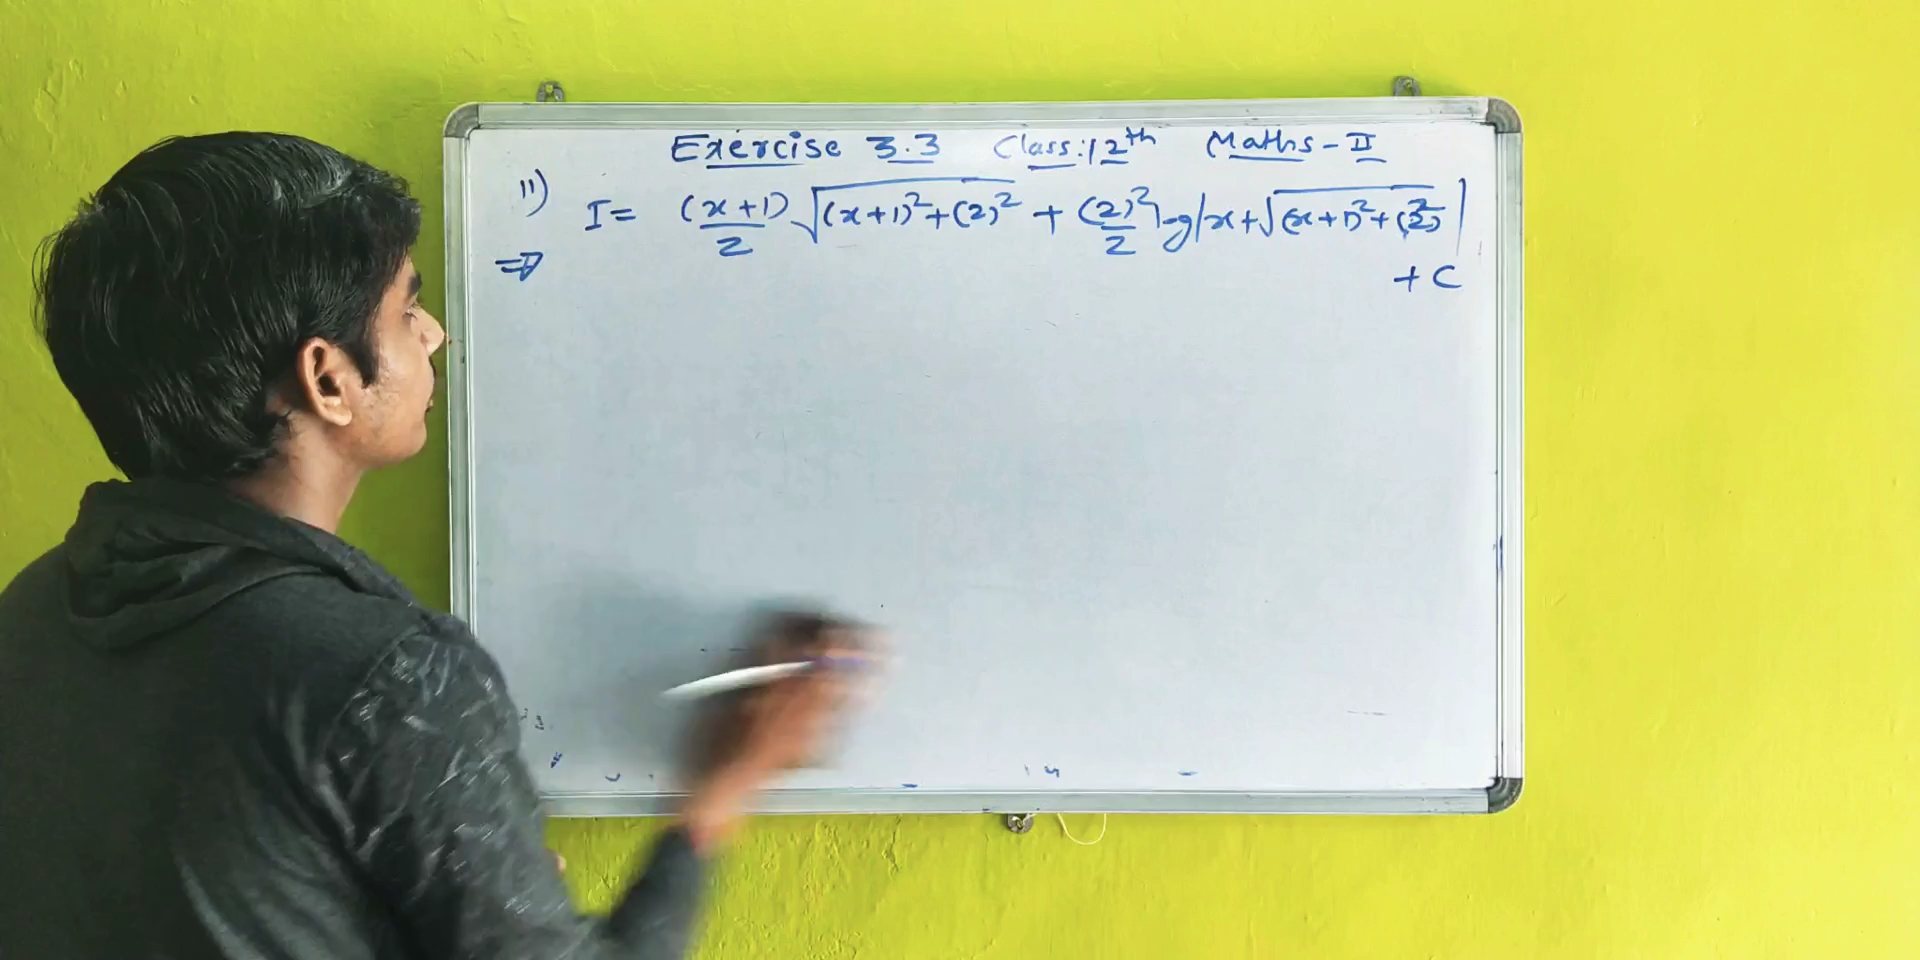 Exercise 3.3 Class:12th Maths-II
11) I= (x+1)/2 √((x+1)²+(2)²) + (2)²/2 log|x+√((x+1)²+(2)²)|
⇒ +C